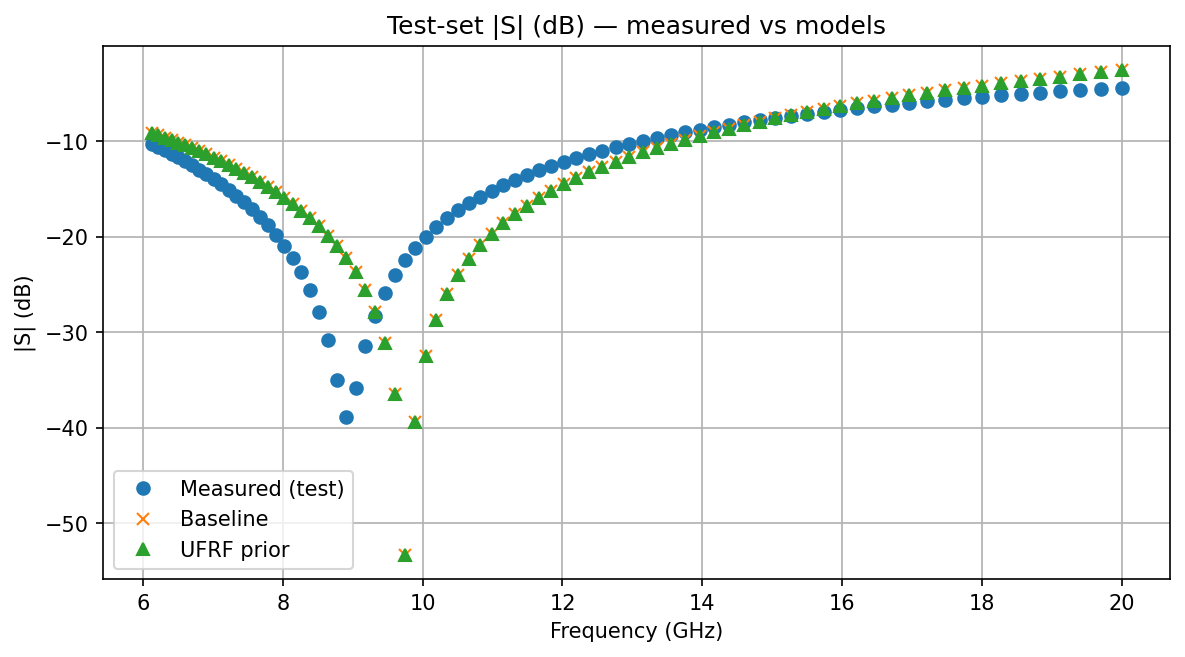 Test-set |S| (dB) — measured vs models
|S| (dB)
−10
−20
−30
−40
−50
Measured (test)
Baseline
UFRF prior
6
8
10
12
14
16
18
20
Frequency (GHz)